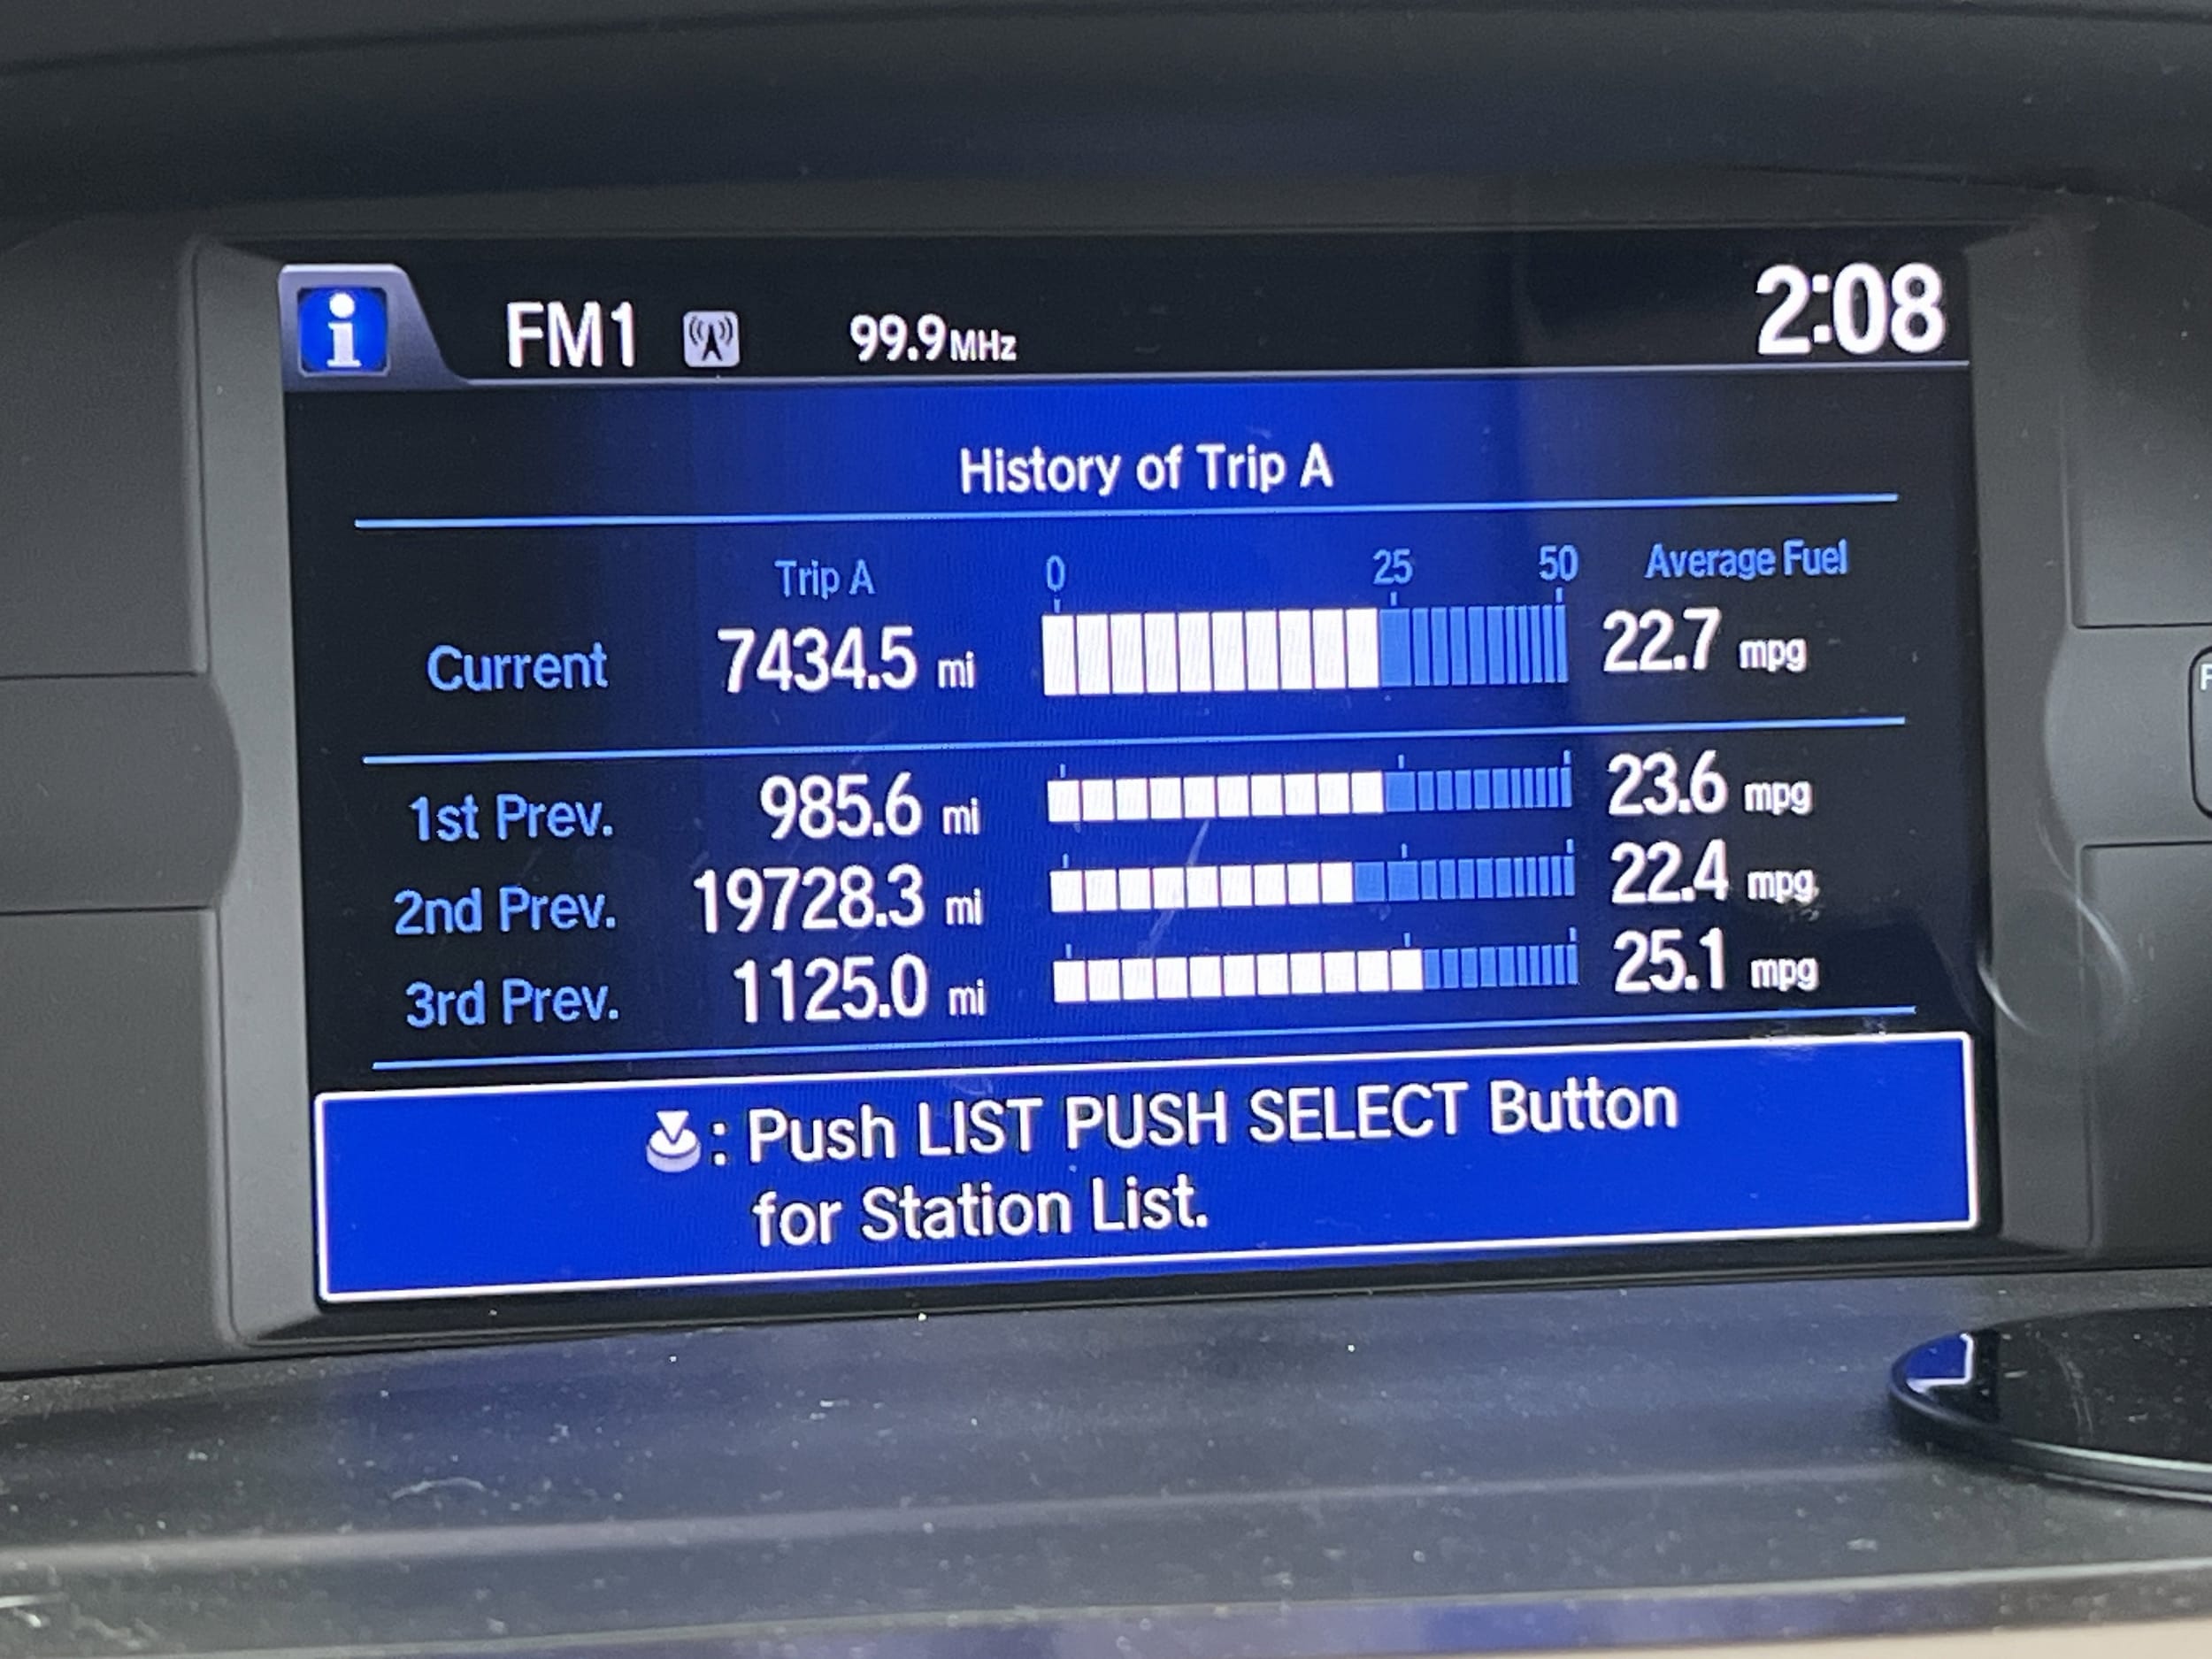 i FM1 99.9MHz 2:08
History of Trip A
Trip A 0 25 50 Average Fuel
Current 7434.5 mi 22.7 mpg
1st Prev. 985.6 mi 23.6 mpg
2nd Prev. 19728.3 mi 22.4 mpg
3rd Prev. 1125.0 mi 25.1 mpg
: Push LIST PUSH SELECT Button
for Station List.